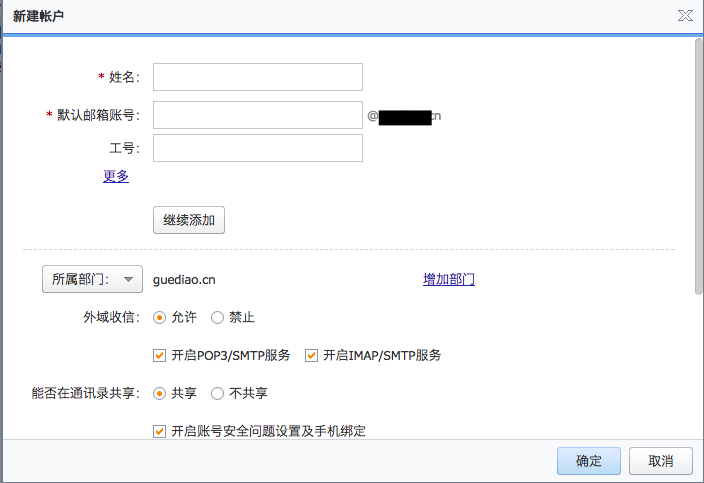 新建帐户
* 姓名：
* 默认邮箱账号： @ cn
工号：
更多
继续添加
所属部门： guediao.cn 增加部门
外域收信： 允许 禁止
开启POP3/SMTP服务 开启IMAP/SMTP服务
能否在通讯录共享： 共享 不共享
开启账号安全问题设置及手机绑定
确定 取消